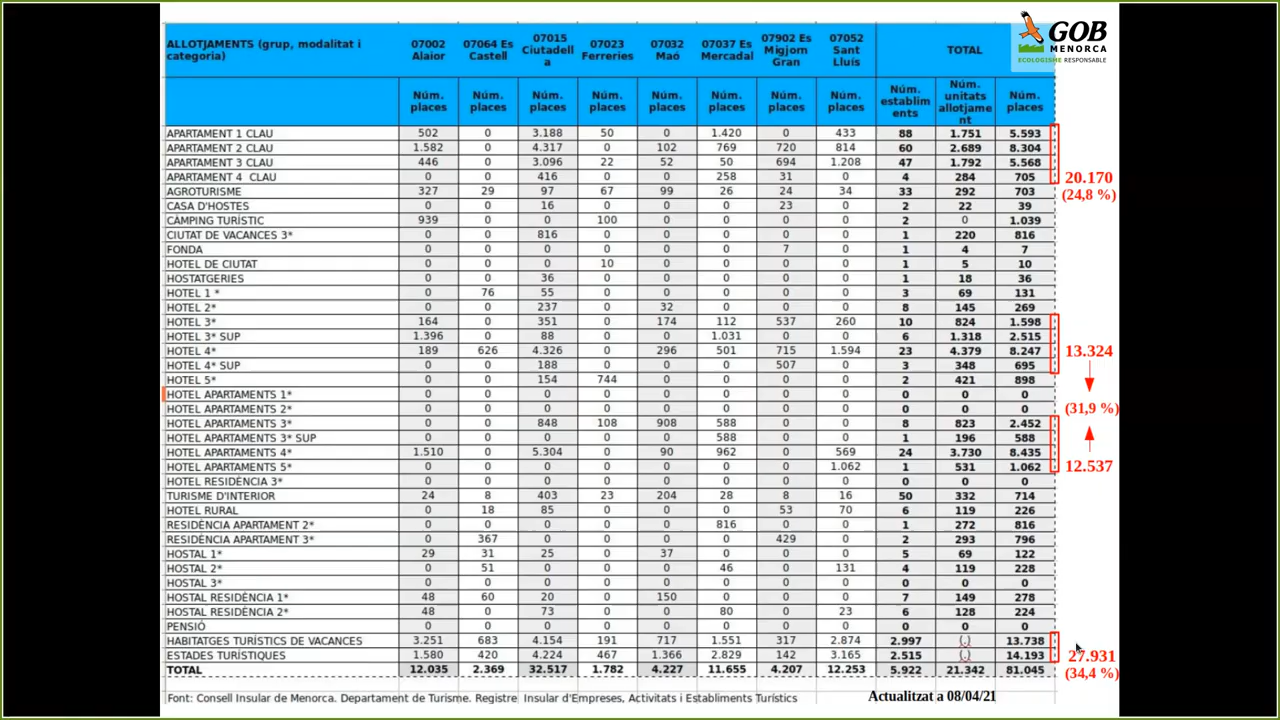 GOB
MENORCA
ECOLOGISME RESPONSABLE
ALLOTJAMENTS (grup, modalitat i categoria) 07002 Alaior 07064 Es Castell 07015 Ciutadella 07023 Ferreries 07032 Maó 07037 Es Mercadal 07902 Es Migjorn Gran 07052 Sant Lluís TOTAL
Núm. places Núm. places Núm. places Núm. places Núm. places Núm. places Núm. places Núm. places Núm. establiments Núm. unitats allotjament Núm. places
APARTAMENT 1 CLAU 502 0 3.188 50 0 1.420 0 433 88 1.751 5.593
APARTAMENT 2 CLAU 1.582 0 4.317 0 102 769 720 814 60 2.689 8.304
APARTAMENT 3 CLAU 446 0 3.096 22 52 50 694 1.208 47 1.792 5.568
APARTAMENT 4 CLAU 0 0 416 0 0 258 31 0 4 284 705
20.170
(24,8 %)
AGROTURISME 327 29 97 67 99 26 24 34 33 292 703
CASA D'HOSTES 0 0 16 0 0 0 23 0 2 22 39
CÀMPING TURÍSTIC 939 0 0 100 0 0 0 0 2 0 1.039
CIUTAT DE VACANCES 3* 0 0 816 0 0 0 0 0 1 220 816
FONDA 0 0 0 0 0 0 7 0 1 4 7
HOTEL DE CIUTAT 0 0 0 10 0 0 0 0 1 5 10
HOSTATGERIES 0 0 36 0 0 0 0 0 1 18 36
HOTEL 1 * 0 76 55 0 0 0 0 0 3 69 131
HOTEL 2* 0 0 237 0 32 0 0 0 8 145 269
HOTEL 3* 164 0 351 0 174 112 537 260 10 824 1.598
HOTEL 3* SUP 1.396 0 88 0 0 1.031 0 0 6 1.318 2.515
HOTEL 4* 189 626 4.326 0 296 501 715 1.594 23 4.379 8.247
13.324
HOTEL 4* SUP 0 0 188 0 0 0 507 0 3 348 695
HOTEL 5* 0 0 154 744 0 0 0 0 2 421 898
HOTEL APARTAMENTS 1* 0 0 0 0 0 0 0 0 0 0 0
HOTEL APARTAMENTS 2* 0 0 0 0 0 0 0 0 0 0 0
(31,9 %)
HOTEL APARTAMENTS 3* 0 0 848 108 908 588 0 0 8 823 2.452
HOTEL APARTAMENTS 3* SUP 0 0 0 0 0 588 0 0 1 196 588
HOTEL APARTAMENTS 4* 1.510 0 5.304 0 90 962 0 569 24 3.730 8.435
HOTEL APARTAMENTS 5* 0 0 0 0 0 0 0 1.062 1 531 1.062
12.537
HOTEL RESIDÈNCIA 3* 0 0 0 0 0 0 0 0 0 0 0
TURISME D'INTERIOR 24 8 403 23 204 28 8 16 50 332 714
HOTEL RURAL 0 18 85 0 0 0 53 70 6 119 226
RESIDÈNCIA APARTAMENT 2* 0 0 0 0 0 816 0 0 1 272 816
RESIDÈNCIA APARTAMENT 3* 0 367 0 0 0 0 429 0 2 293 796
HOSTAL 1* 29 31 25 0 37 0 0 0 5 69 122
HOSTAL 2* 0 51 0 0 0 46 0 131 4 119 228
HOSTAL 3* 0 0 0 0 0 0 0 0 0 0 0
HOSTAL RESIDÈNCIA 1* 48 60 20 0 150 0 0 0 7 149 278
HOSTAL RESIDÈNCIA 2* 48 0 73 0 0 80 0 23 6 128 224
PENSIÓ 0 0 0 0 0 0 0 0 0 0 0
HABITATGES TURÍSTICS DE VACANCES 3.251 683 4.154 191 717 1.551 317 2.874 2.997 (.) 13.738
ESTADES TURÍSTIQUES 1.580 420 4.224 467 1.366 2.829 142 3.165 2.515 (.) 14.193
27.931
(34,4 %)
TOTAL 12.035 2.369 32.517 1.782 4.227 11.655 4.207 12.253 5.922 21.342 81.045
Font: Consell Insular de Menorca. Departament de Turisme. Registre Insular d'Empreses, Activitats i Establiments Turístics
Actualitzat a 08/04/21